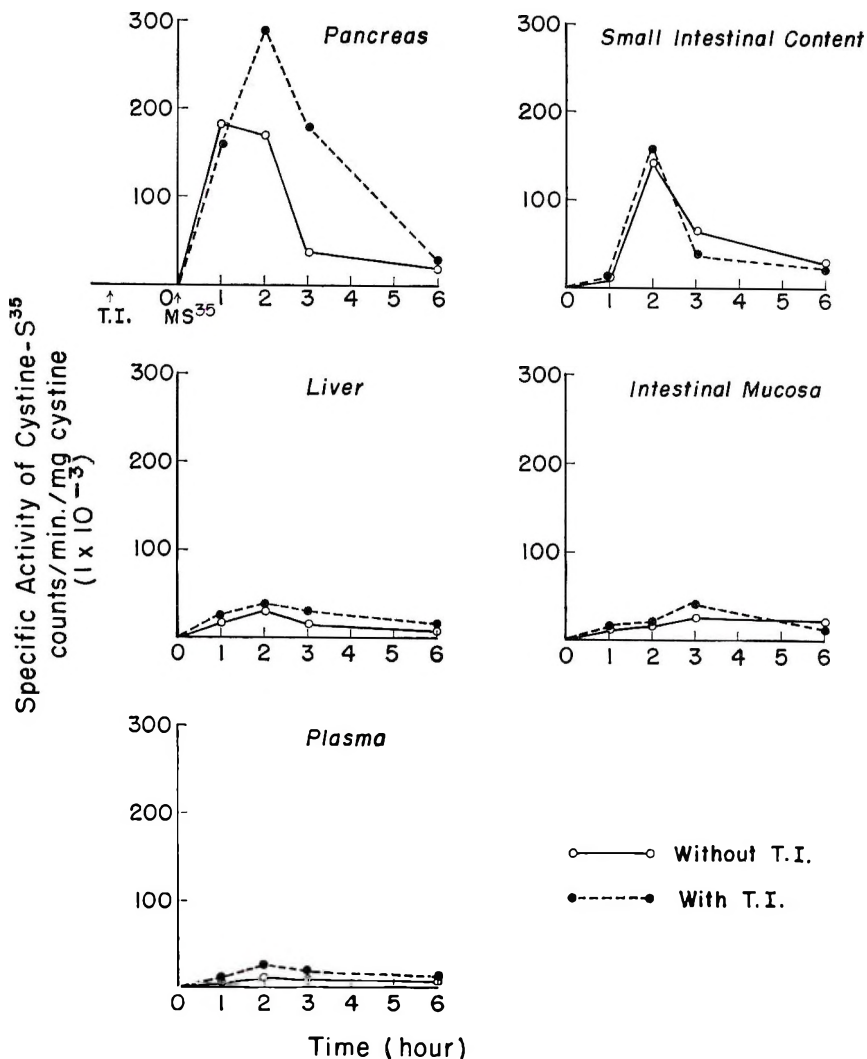 Specific Activity of Cystine-S³⁵
counts/min./mg cystine
(1 x 10⁻³)
300
200
100
Pancreas
0 1 2 3 4 5 6
↑ ↑
T.I. MS³⁵
300
200
100
Small Intestinal Content
0 1 2 3 4 5 6
300
200
100
Liver
0 1 2 3 4 5 6
300
200
100
Intestinal Mucosa
0 1 2 3 4 5 6
300
200
100
Plasma
0 1 2 3 4 5 6
Without T.I.
With T.I.
Time (hour)